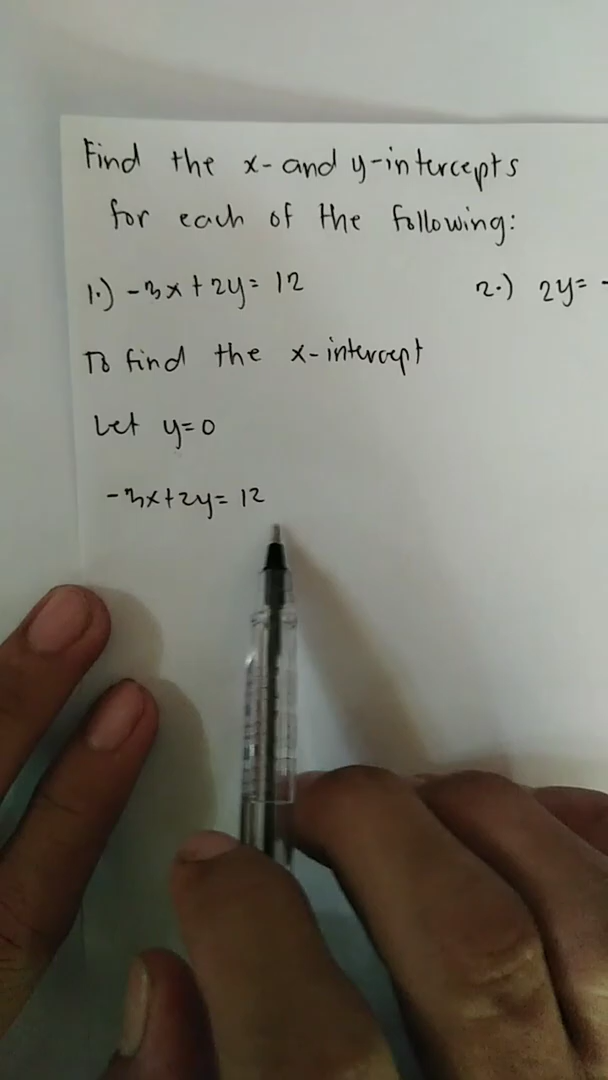 Find the x- and y-intercepts
for each of the following:
1.) -3x + 2y = 12
2.) 2y = -
To find the x-intercept
Let y=0
-3x+2y= 12